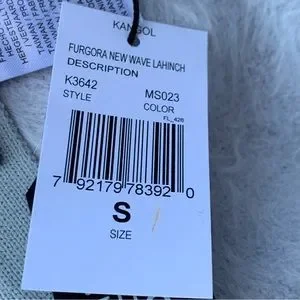 KANGOL
FURGORA NEW WAVE LAHINCH
DESCRIPTION
K3642
STYLE
MS023
COLOR
FL_426
7 92179 78392 0
S
SIZE